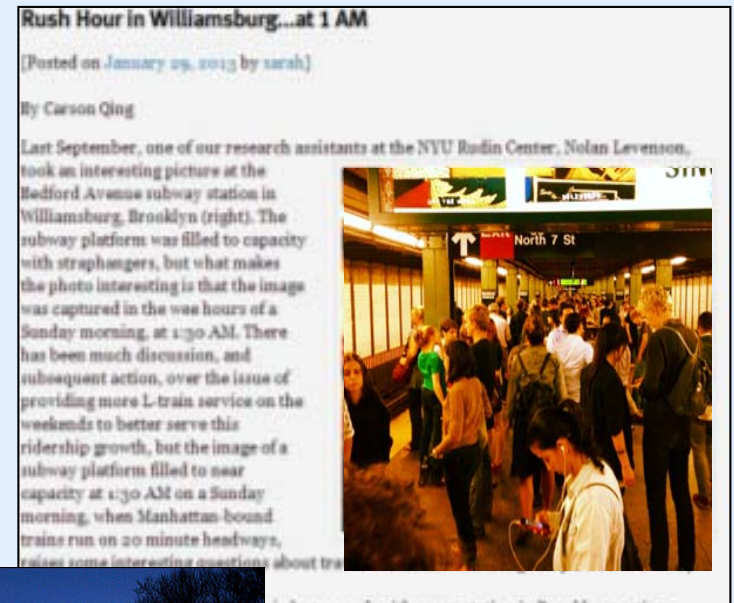 Rush Hour in Williamsburg...at 1 AM
[Posted on January 29, 2013 by sarah]
By Carson Qing
Last September, one of our research assistants at the NYU Rudin Center, Nolan Levenson,
took an interesting picture at the
Bedford Avenue subway station in
Williamsburg, Brooklyn (right). The
subway platform was filled to capacity
with straphangers, but what makes
the photo interesting is that the image
was captured in the wee hours of a
Sunday morning, at 1:30 AM. There
has been much discussion, and
subsequent action, over the issue of
providing more L-train service on the
weekends to better serve this
ridership growth, but the image of a
subway platform filled to near
capacity at 1:30 AM on a Sunday
morning, when Manhattan-bound
trains run on 20 minute headways,
raises some interesting questions about
North 7 St